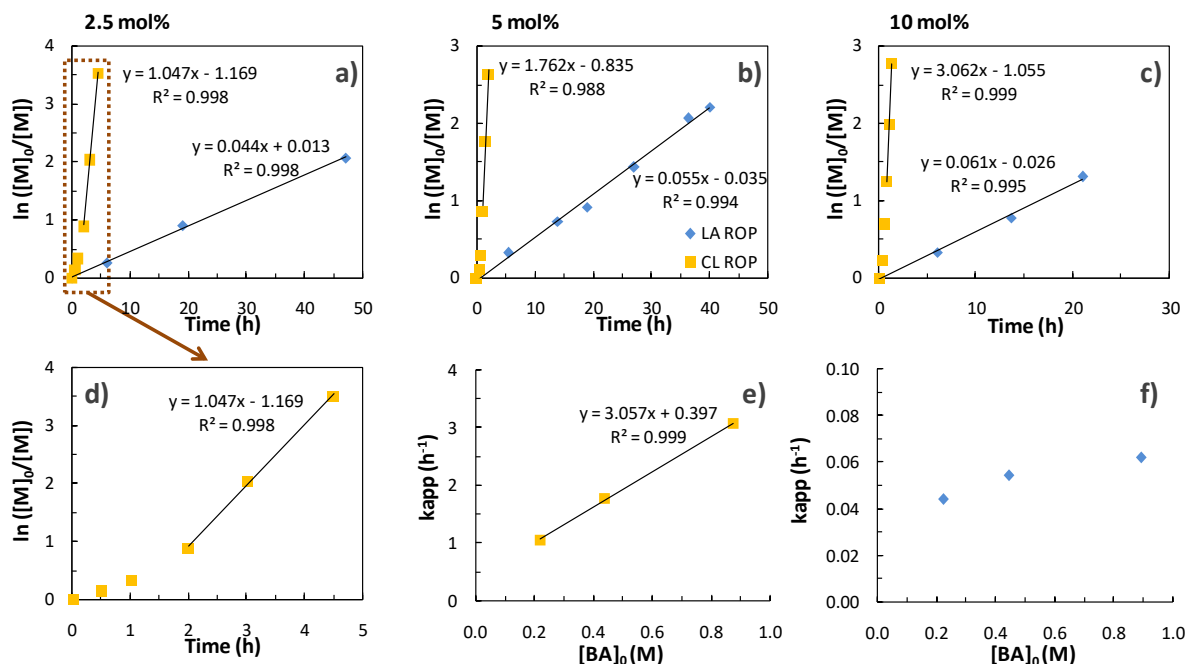 2.5 mol%
5 mol%
10 mol%
a)
y = 1.047x - 1.169
R² = 0.998
y = 0.044x + 0.013
R² = 0.998
ln ([M]₀/[M])
4
3
2
1
0
0 10 20 30 40 50
Time (h)
b)
y = 1.762x - 0.835
R² = 0.988
y = 0.055x - 0.035
R² = 0.994
LA ROP
CL ROP
ln ([M]₀/[M])
3
2
1
0
0 10 20 30 40 50
Time (h)
c)
y = 3.062x - 1.055
R² = 0.999
y = 0.061x - 0.026
R² = 0.995
ln ([M]₀/[M])
3
2
1
0
0 10 20 30
Time (h)
d)
y = 1.047x - 1.169
R² = 0.998
ln ([M]₀/[M])
4
3
2
1
0
0 1 2 3 4 5
Time (h)
e)
y = 3.057x + 0.397
R² = 0.999
kapp (h⁻¹)
4
3
2
1
0
0.0 0.2 0.4 0.6 0.8 1.0
[BA]₀ (M)
f)
kapp (h⁻¹)
0.10
0.08
0.06
0.04
0.02
0.00
0.0 0.2 0.4 0.6 0.8 1.0
[BA]₀ (M)